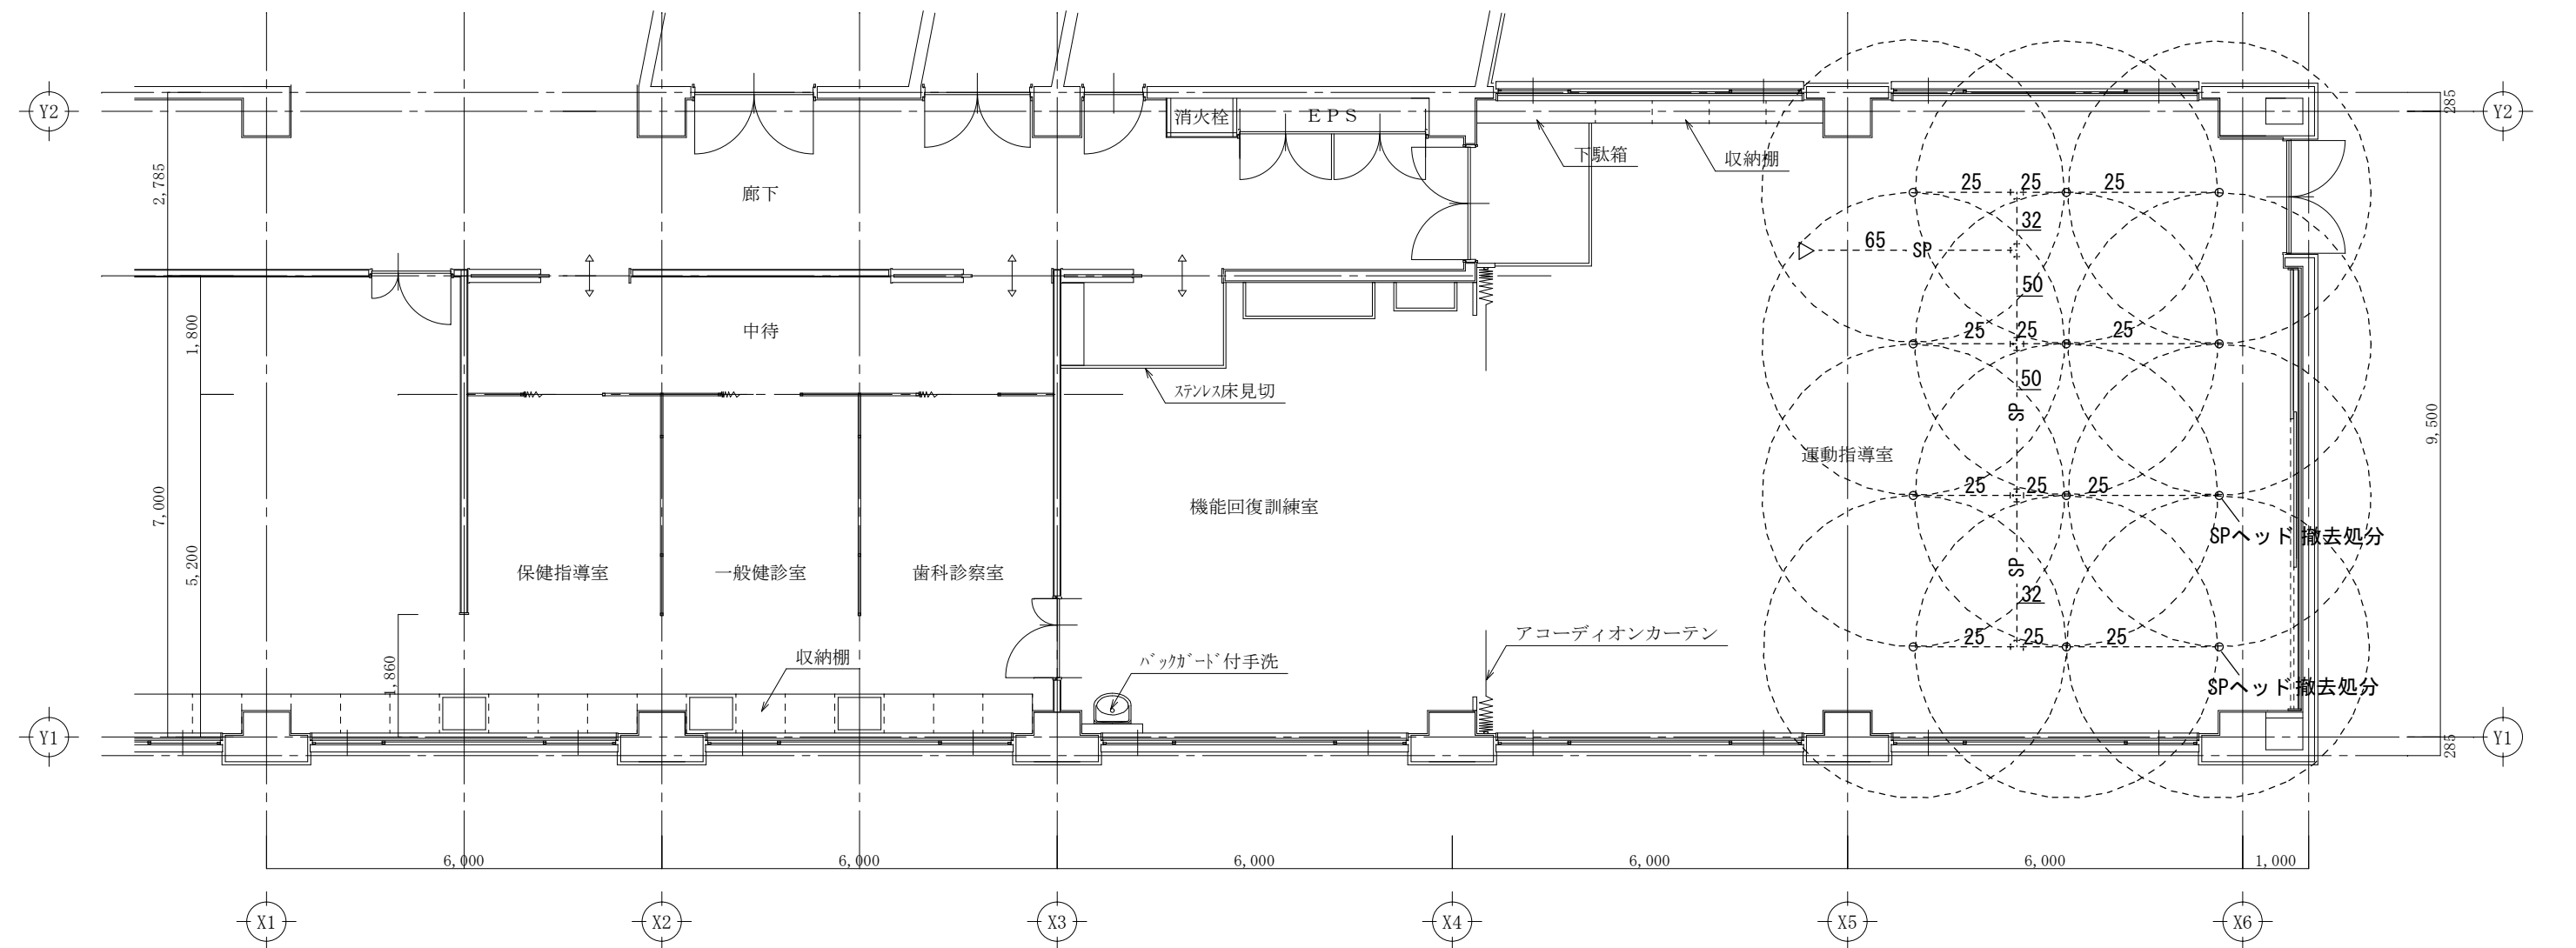 Y2
消火栓
EPS
285
Y2
下駄箱
収納棚
2,785
廊下
25 25 25
32
65 SP
50
1,800
中待
25 25 25
50
ステンレス床見切
SP
9,500
運動指導室
7,000
機能回復訓練室
25 25 25
SPヘッド 撤去処分
5,200
保健指導室
一般健診室
歯科診察室
SP
32
アコーディオンカーテン
25 25 25
収納棚
バックガード付手洗
1,860
SPヘッド 撤去処分
Y1
285
Y1
6,000 6,000 6,000 6,000 6,000 1,000
X1 X2 X3 X4 X5 X6